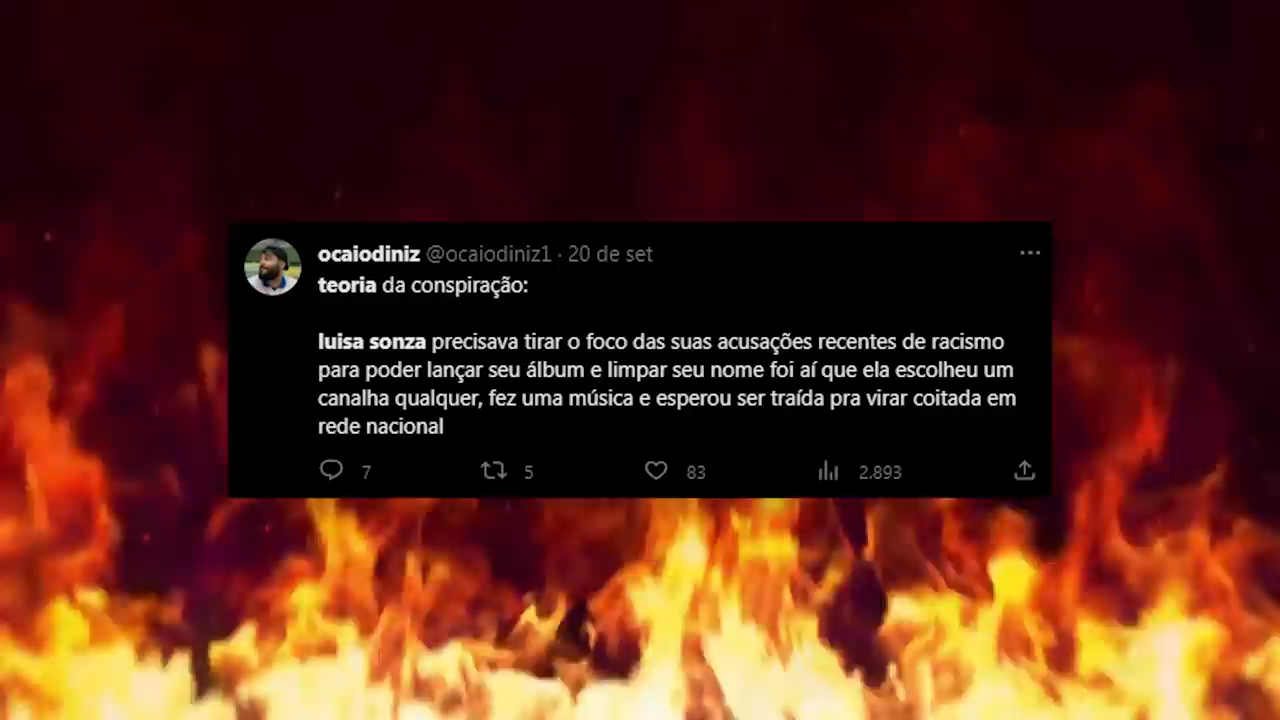 ocaiodiniz @ocaiodiniz1 · 20 de set
teoria da conspiração:
luisa sonza precisava tirar o foco das suas acusações recentes de racismo
para poder lançar seu álbum e limpar seu nome foi aí que ela escolheu um
canalha qualquer, fez uma música e esperou ser traída pra virar coitada em
rede nacional
7 5 83 2.893